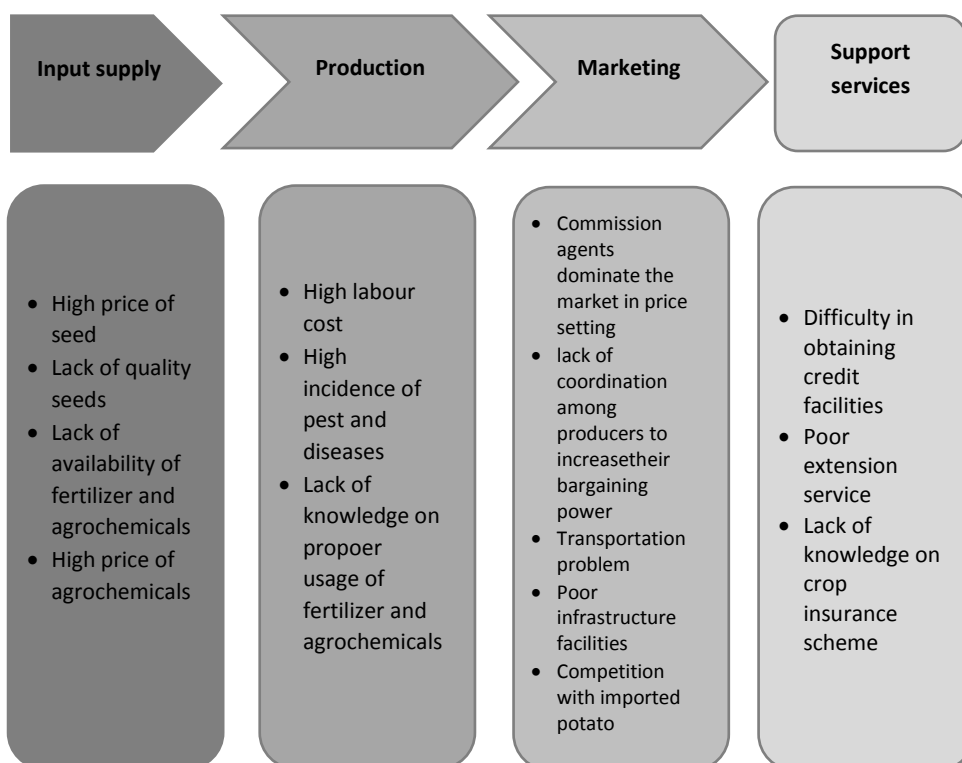 Input supply
Production
Marketing
Support
services
• High price of
seed
• Lack of quality
seeds
• Lack of
availability of
fertilizer and
agrochemicals
• High price of
agrochemicals
• High labour
cost
• High
incidence of
pest and
diseases
• Lack of
knowledge on
propoer
usage of
fertilizer and
agrochemicals
• Commission
agents
dominate the
market in price
setting
• lack of
coordination
among
producers to
increasetheir
bargaining
power
• Transportation
problem
• Poor
infrastructure
facilities
• Competition
with imported
potato
• Difficulty in
obtaining
credit
facilities
• Poor
extension
service
• Lack of
knowledge on
crop
insurance
scheme